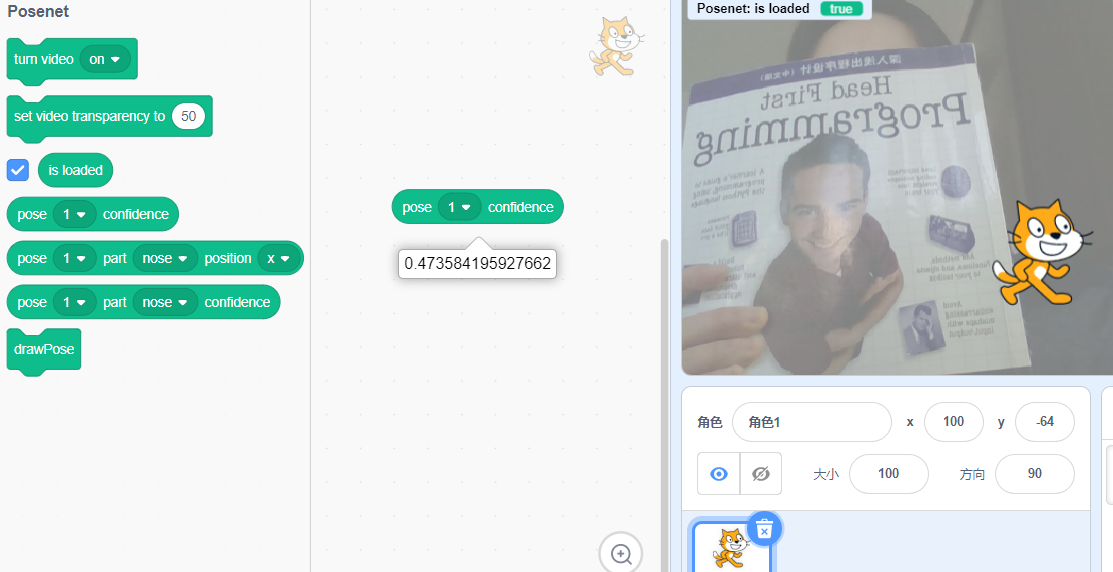 Posenet
turn video on
set video transparency to 50
is loaded
pose 1 confidence
pose 1 part nose position x
pose 1 part nose confidence
drawPose
pose 1 confidence
0.473584195927662
Posenet: is loaded true
深入浅出程序设计（中文版）
Head First
Programming
角色 角色1 x 100 y -64
大小 100 方向 90